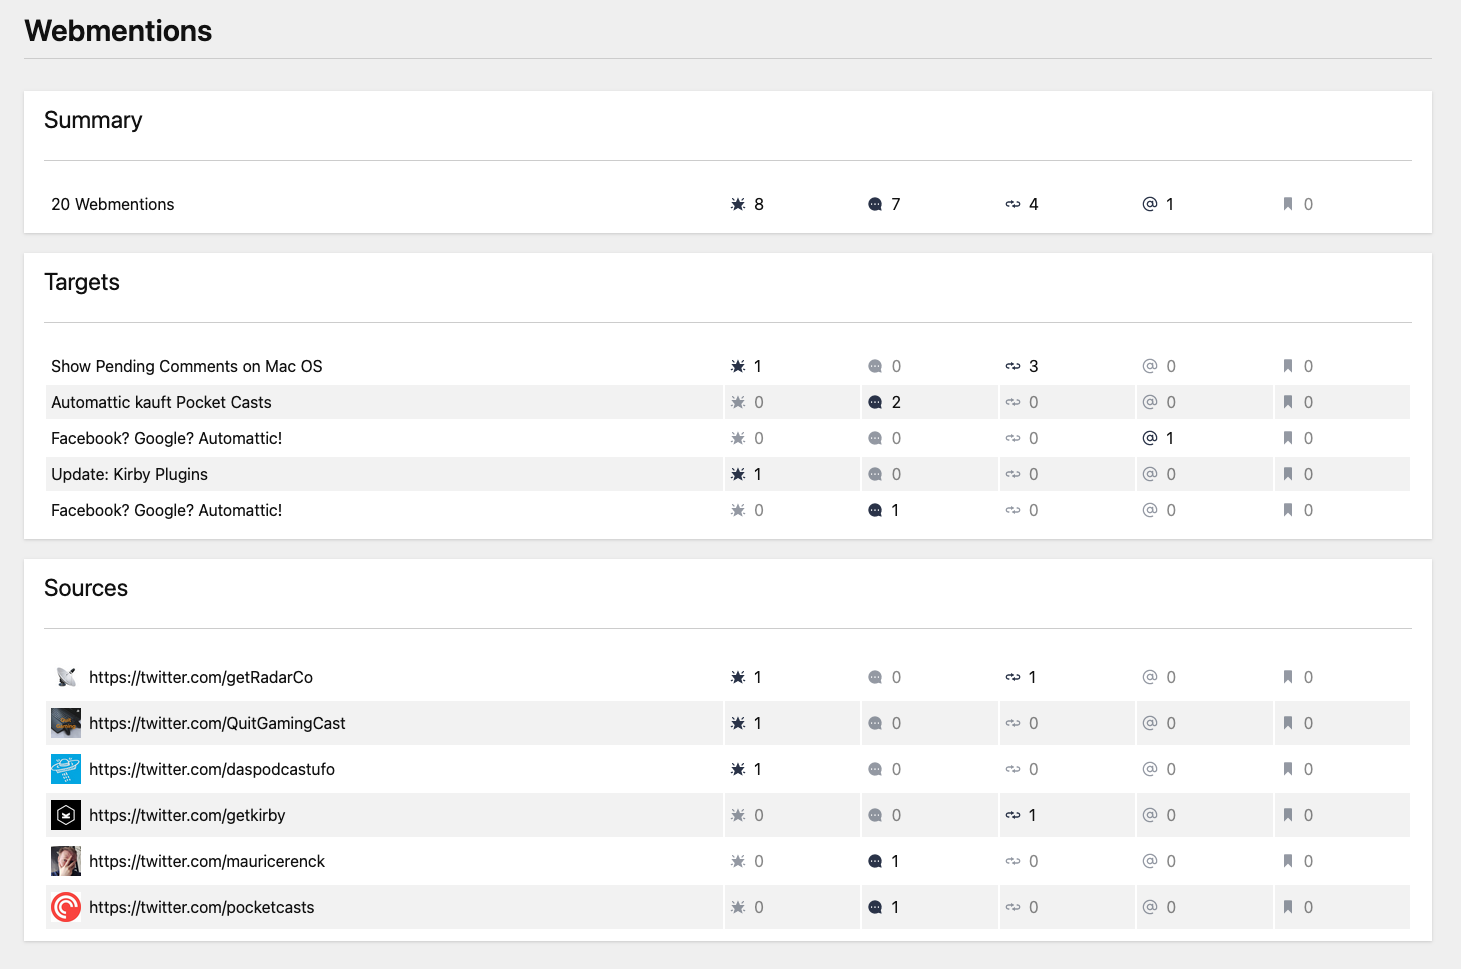 Webmentions
Summary
20 Webmentions 8 7 4 1 0
Targets
Show Pending Comments on Mac OS 1 0 3 0 0
Automattic kauft Pocket Casts 0 2 0 0 0
Facebook? Google? Automattic! 0 0 0 1 0
Update: Kirby Plugins 1 0 0 0 0
Facebook? Google? Automattic! 0 1 0 0 0
Sources
https://twitter.com/getRadarCo 1 0 1 0 0
https://twitter.com/QuitGamingCast 1 0 0 0 0
https://twitter.com/daspodcastufo 1 0 0 0 0
https://twitter.com/getkirby 0 0 1 0 0
https://twitter.com/mauricerenck 0 1 0 0 0
https://twitter.com/pocketcasts 0 1 0 0 0